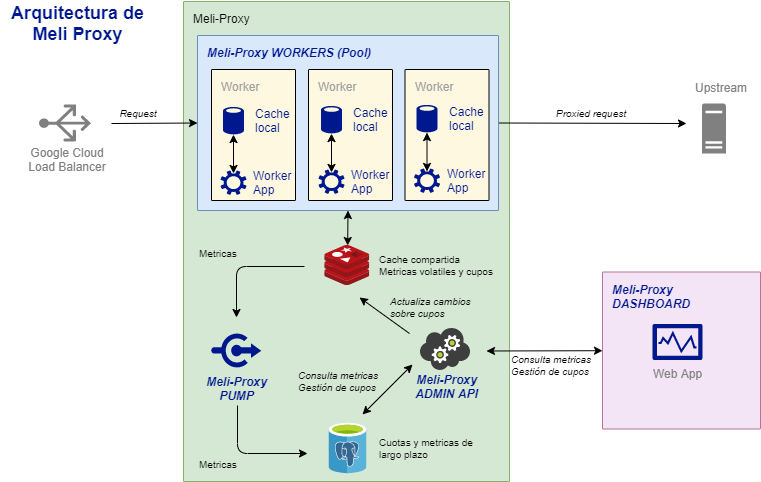 Arquitectura de
Meli Proxy
Meli-Proxy
Meli-Proxy WORKERS (Pool)
Worker
Cache
local
Worker
App
Worker
Cache
local
Worker
App
Worker
Cache
local
Worker
App
Google Cloud
Load Balancer
Request
Proxied request
Upstream
Metricas
Cache compartida
Metricas volatiles y cupos
Actualiza cambios
sobre cupos
Meli-Proxy
PUMP
Consulta metricas
Gestión de cupos
Meli-Proxy
ADMIN API
Consulta metricas
Gestión de cupos
Meli-Proxy
DASHBOARD
Web App
Metricas
Cuotas y metricas de
largo plazo